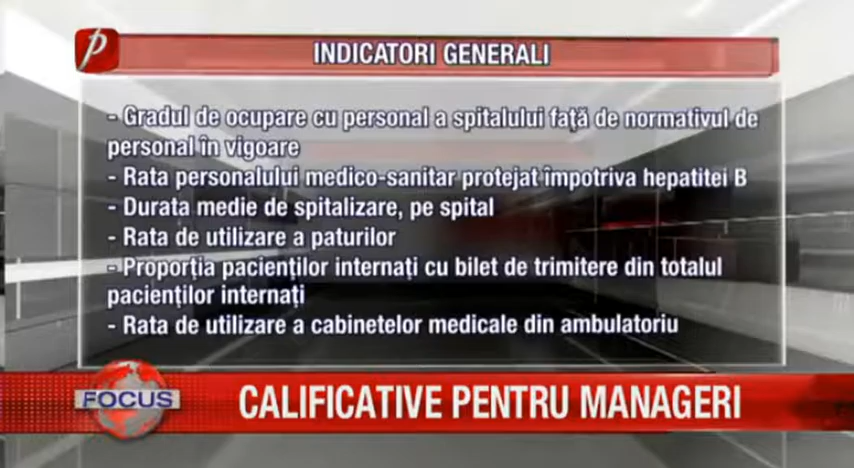 p
INDICATORI GENERALI
- Gradul de ocupare cu personal a spitalului față de normativul de
personal în vigoare
- Rata personalului medico-sanitar protejat împotriva hepatitei B
- Durata medie de spitalizare, pe spital
- Rata de utilizare a paturilor
- Proporția pacienților internați cu bilet de trimitere din totalul
pacienților internați
- Rata de utilizare a cabinetelor medicale din ambulatoriu
FOCUS
CALIFICATIVE PENTRU MANAGERI